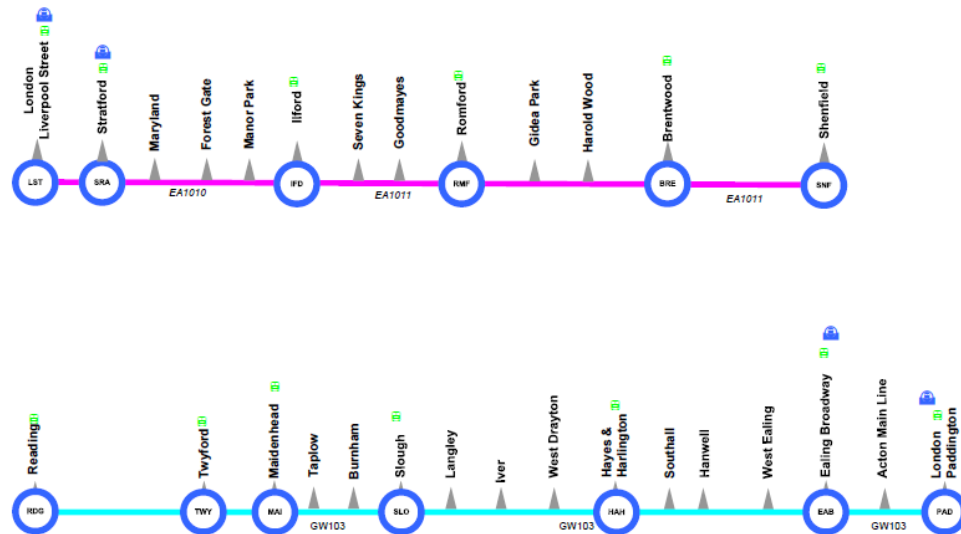 London
Liverpool Street
Stratford
Maryland
Forest Gate
Manor Park
Ilford
Seven Kings
Goodmayes
Romford
Gidea Park
Harold Wood
Brentwood
Shenfield
LST
SRA
IFD
RMF
BRE
SNF
EA1010
EA1011
EA1011
Reading
Twyford
Maidenhead
Taplow
Burnham
Slough
Langley
Iver
West Drayton
Hayes &
Harlington
Southall
Hanwell
West Ealing
Ealing Broadway
Acton Main Line
London
Paddington
RDG
TWY
MAI
SLO
HAH
EAB
PAD
GW103
GW103
GW103